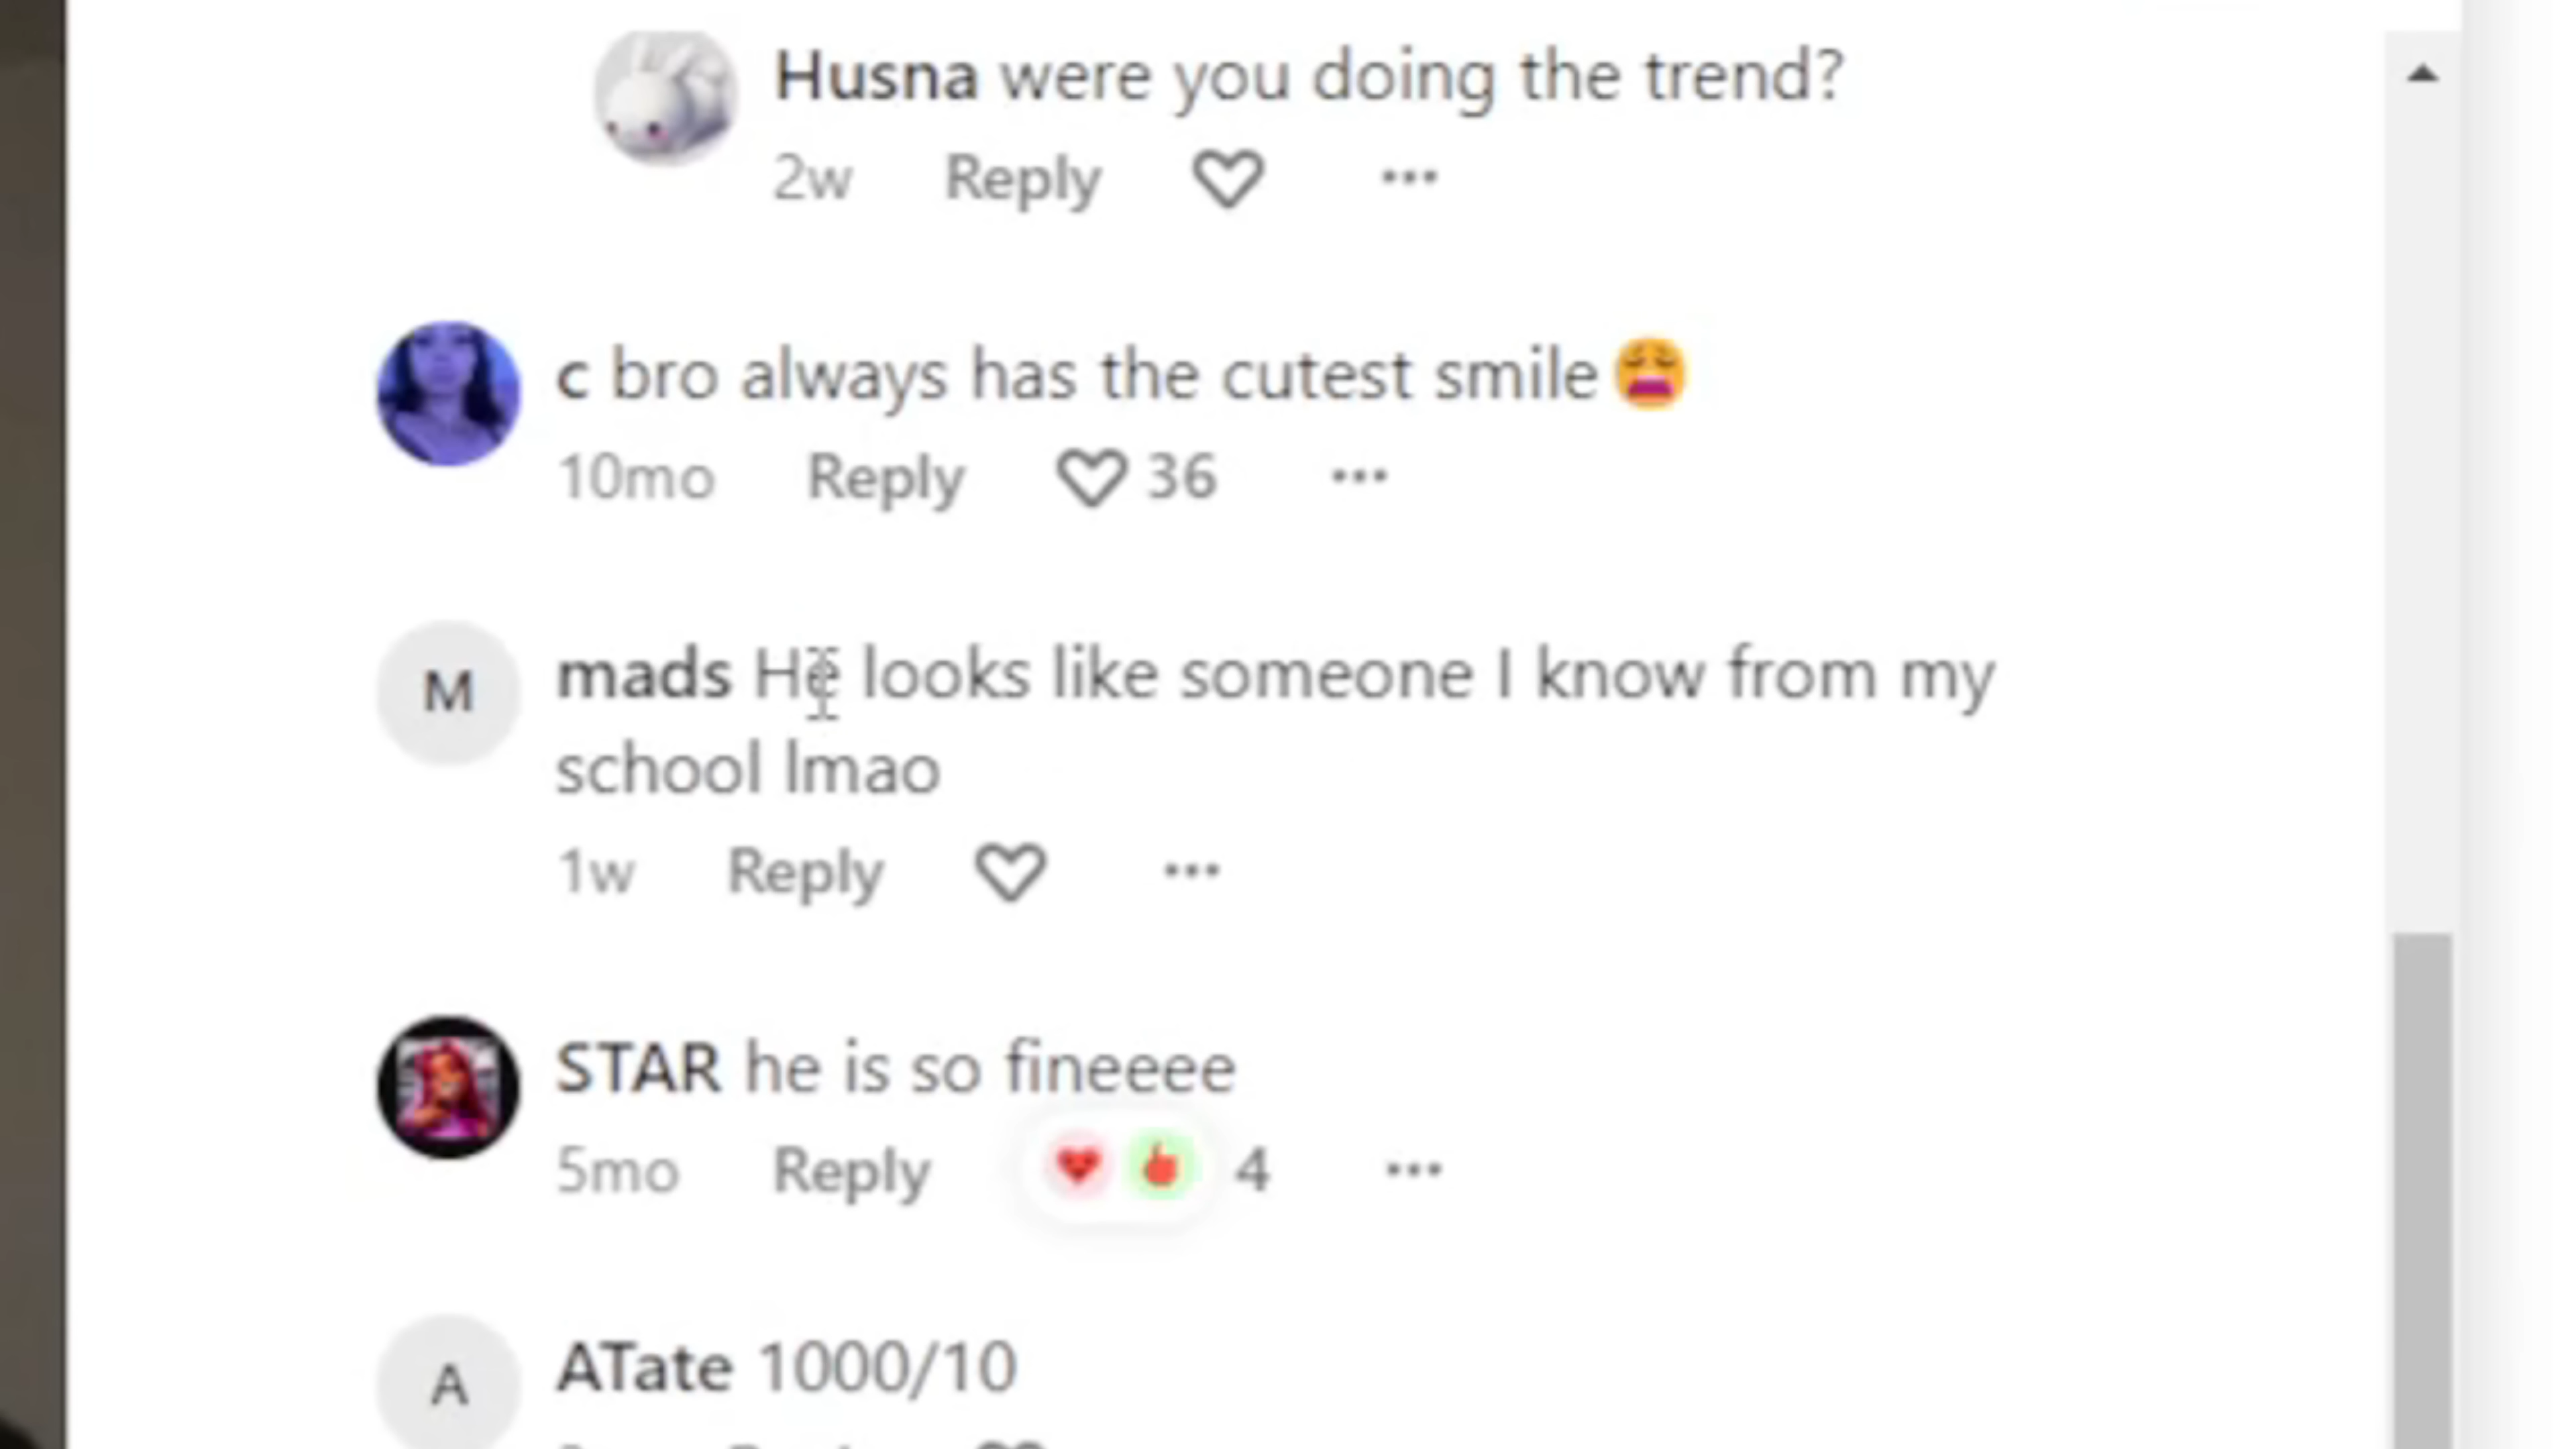 Husna were you doing the trend?
2w Reply
c bro always has the cutest smile😩
10mo Reply 36 ...
M
mads He looks like someone I know from my
school lmao
1w Reply ...
STAR he is so fineeee
5mo Reply 4 ...
A
ATate 1000/10